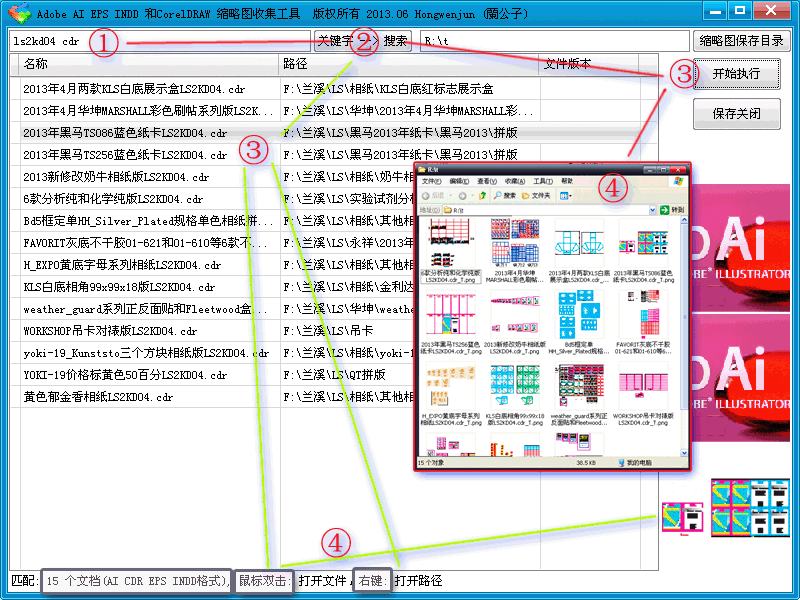 Adobe AI EPS INDD 和CorelDRAW 缩略图收集工具 版权所有 2013.06 Hongwenjun (蘭公子)
ls2kd04 cdr ① 关键字 ② 搜索 R:\t 缩略图保存目录
名称 路径 文件版本 ③ 开始执行
保存关闭
2013年4月两款KLS白底展示盒LS2KD04.cdr F:\兰溪\LS\相纸\KLS白底红标志展示盒
2013年4月华坤MARSHALL彩色刷帖系列版LS2K... F:\兰溪\LS\华坤\2013年4月华坤MARSHALL彩...
2013年黑马TS086蓝色纸卡LS2KD04.cdr F:\兰溪\LS\黑马2013年纸卡\黑马2013\拼版
2013年黑马TS256蓝色纸卡LS2KD04.cdr ③ F:\兰溪\LS\黑马2013年纸卡\黑马2013\拼版
2013新修改奶牛相纸版LS2KD04.cdr F:\兰溪\LS\相纸\奶牛相
6款分析纯和化学纯版LS2KD04.cdr F:\兰溪\LS\实验试剂分
Bd5框定单HH_Silver_Plated规格单色相纸拼... F:\兰溪\LS\相纸\其他相
FAVORIT灰底不干胶01-621和01-610等6款不... F:\兰溪\LS\永祥\2013年
H_EXPO黄底字母系列相纸LS2KD04.cdr F:\兰溪\LS\相纸\其他相
KLS白底相角99x99x18版LS2KD04.cdr F:\兰溪\LS\相纸\金利达
weather_guard系列正反面贴和Fleetwood盒... F:\兰溪\LS\华坤\weathe
WORKSHOP吊卡对裱版LS2KD04.cdr F:\兰溪\LS\吊卡
yoki-19_Kunststo三个方块相纸版LS2KD04.cdr F:\兰溪\LS\相纸\yoki-1
YOKI-19价格标黄色50百分LS2KD04.cdr F:\兰溪\LS\QT拼版
黄色郁金香相纸LS2KD04.cdr F:\兰溪\LS\相纸\其他相
R:\t
文件(F) 编辑(E) 查看(V) 收藏(A) 工具(T) 帮助
后退 搜索 文件夹 ④
地址(D) R:\t 转到
6款分析纯和化学纯版LS2KD04.cdr_T.png
2013年4月华坤MARSHALL彩色刷帖...
2013年4月两款KLS白底展示盒LS2KD04.cdr...
2013年黑马TS086蓝色纸卡LS2KD04.cdr_T...
2013年黑马TS256蓝色纸卡LS2KD04.cdr_T...
2013新修改奶牛相纸版LS2KD04.cdr_T.png
Bd5框定单HH_Silver_Plated规格...
FAVORIT灰底不干胶01-621和01-610等6...
H_EXPO黄底字母系列相纸LS2KD04.cdr_T...
KLS白底相角99x99x18版LS2KD04.cdr_T.png
weather_guard系列正反面贴和Fleetwood...
WORKSHOP吊卡对裱版LS2KD04.cdr_T.png
15 个对象 38.5 KB 我的电脑
Ai
BE® ILLUSTRATOR
Ai
BE® ILLUSTRATOR
④
匹配: 15 个文档(AI CDR EPS INDD格式), 鼠标双击: 打开文件, 右键: 打开路径